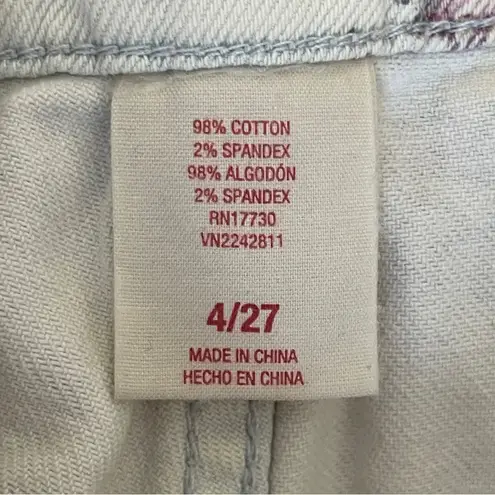 98% COTTON
2% SPANDEX
98% ALGODÓN
2% SPANDEX
RN17730
VN2242811
4/27
MADE IN CHINA
HECHO EN CHINA